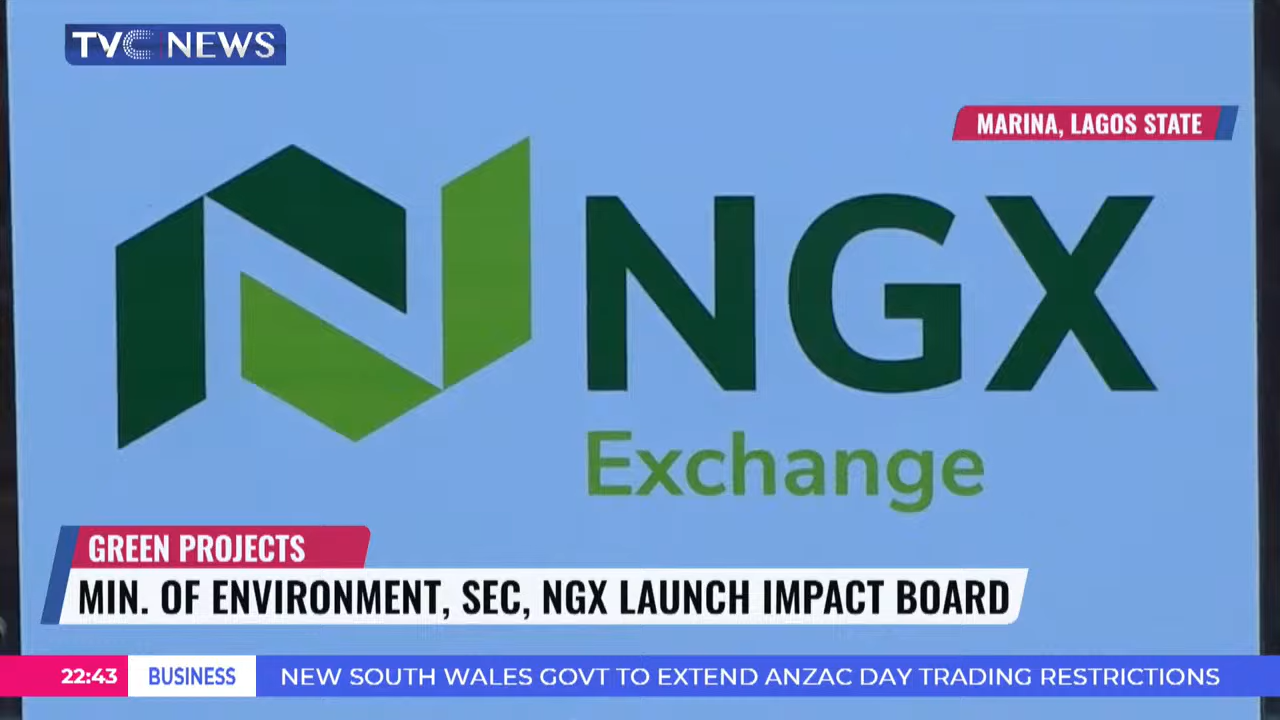 TVC NEWS
MARINA, LAGOS STATE
NGX
Exchange
GREEN PROJECTS
MIN. OF ENVIRONMENT, SEC, NGX LAUNCH IMPACT BOARD
22:43 BUSINESS NEW SOUTH WALES GOVT TO EXTEND ANZAC DAY TRADING RESTRICTIONS